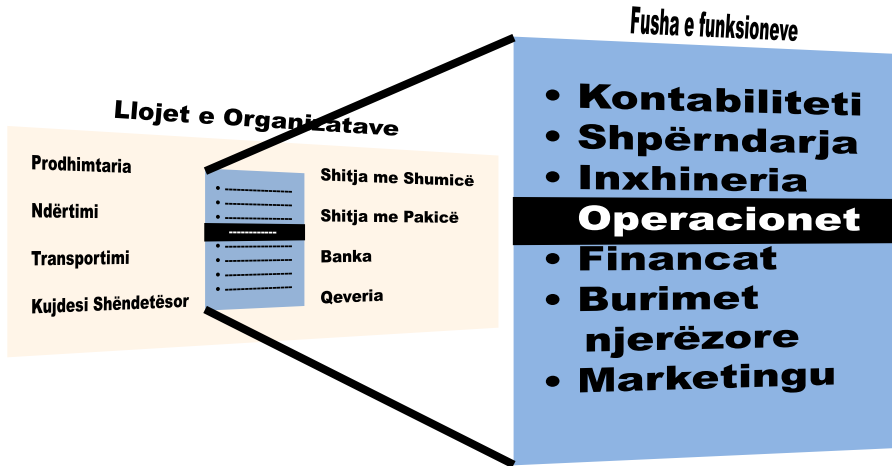 Fusha e funksioneve
Llojet e Organizatave
Prodhimtaria
Ndërtimi
Transportimi
Kujdesi Shëndetësor
Shitja me Shumicë
Shitja me Pakicë
Banka
Qeveria
• Kontabiliteti
• Shpërndarja
• Inxhineria
Operacionet
• Financat
• Burimet
njerëzore
• Marketingu